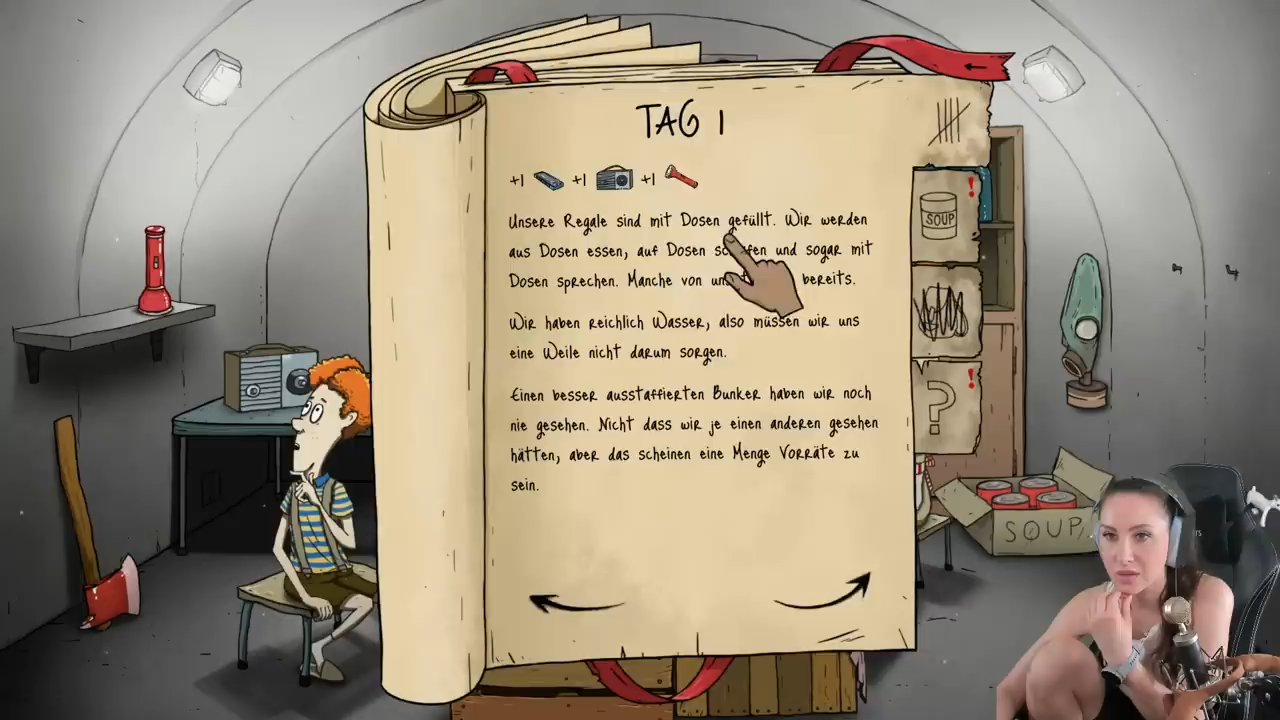 TAG 1
+1 +1 +1
Unsere Regale sind mit Dosen gefüllt. Wir werden
aus Dosen essen, auf Dosen und sogar mit
Dosen sprechen. Manche von bereits.
Wir haben reichlich Wasser, also müssen wir uns
eine Weile nicht darum sorgen.
Einen besser ausstaffierten Bunker haben wir noch
nie gesehen. Nicht dass wir je einen anderen gesehen
hätten, aber das scheinen eine Menge Vorräte zu
sein.
SOUP
!
!
?
SOUP